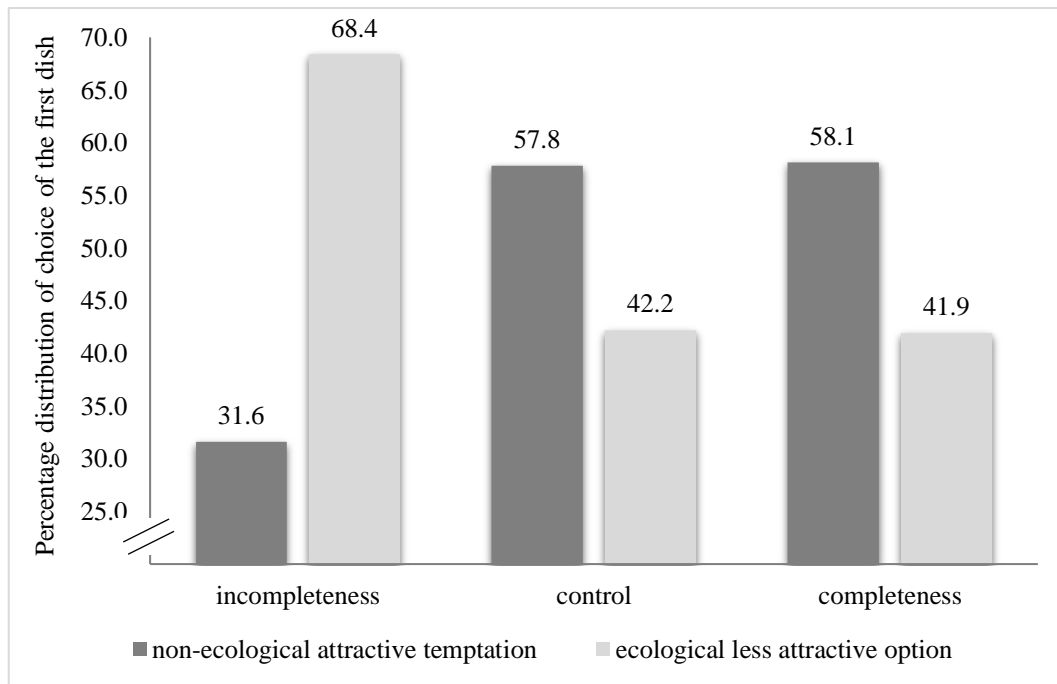 Percentage distribution of choice of the first dish
70.0
65.0
60.0
55.0
50.0
45.0
40.0
35.0
30.0
25.0
68.4
57.8
58.1
42.2
41.9
31.6
incompleteness
control
completeness
non-ecological attractive temptation
ecological less attractive option